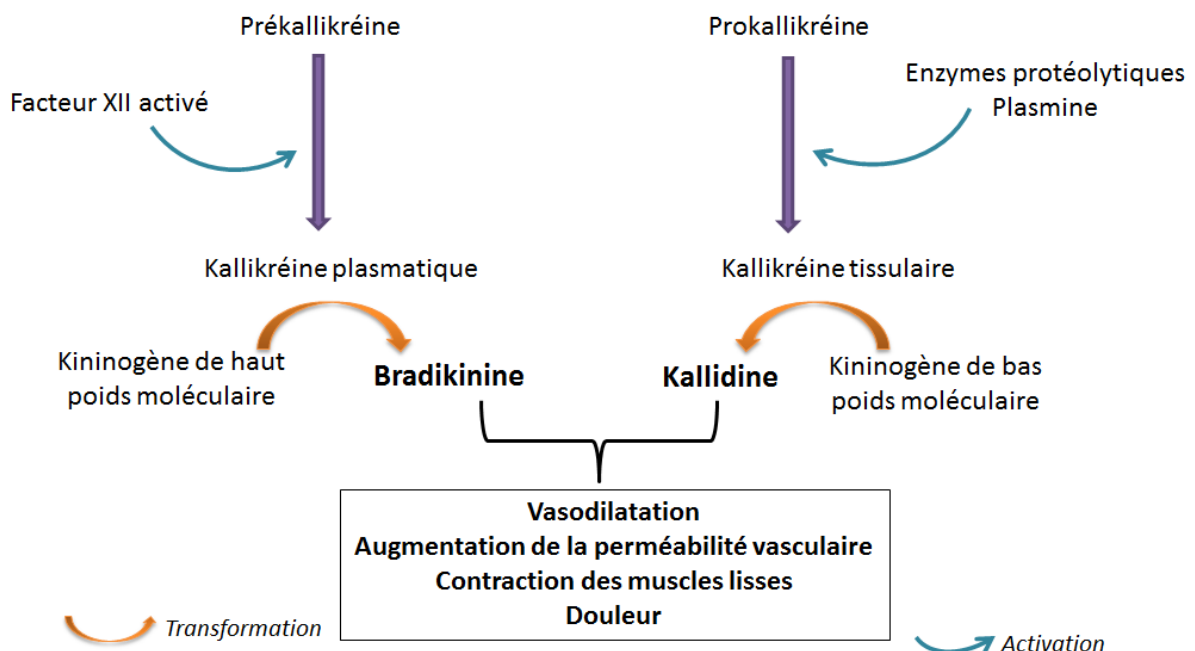 Prékallikréine
Prokallikréine
Facteur XII activé
Enzymes protéolytiques
Plasmine
Kallikréine plasmatique
Kallikréine tissulaire
Kininogène de haut
poids moléculaire
Bradikinine
Kallidine
Kininogène de bas
poids moléculaire
Vasodilatation
Augmentation de la perméabilité vasculaire
Contraction des muscles lisses
Douleur
Transformation
Activation